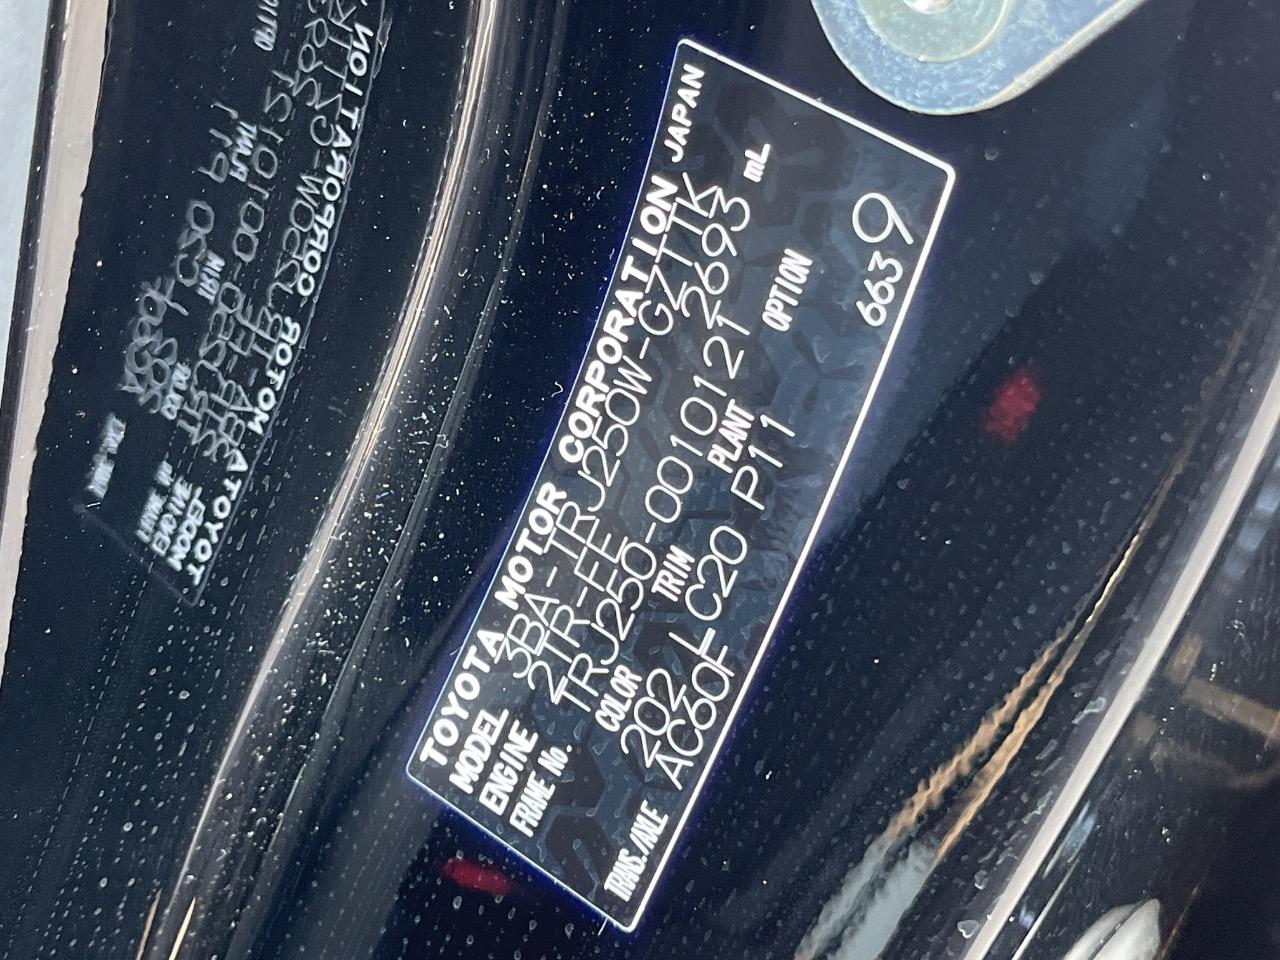 TOYOTA MOTOR CORPORATION JAPAN
MODEL 3BA-TRJ250W-GZTTK
ENGINE 2TR-FE 2693 mL
FRAME No. TRJ250-0010121
COLOR TRIM PLANT OPTION
202 LC20 P11
TRANS./AXLE AC60F 6639